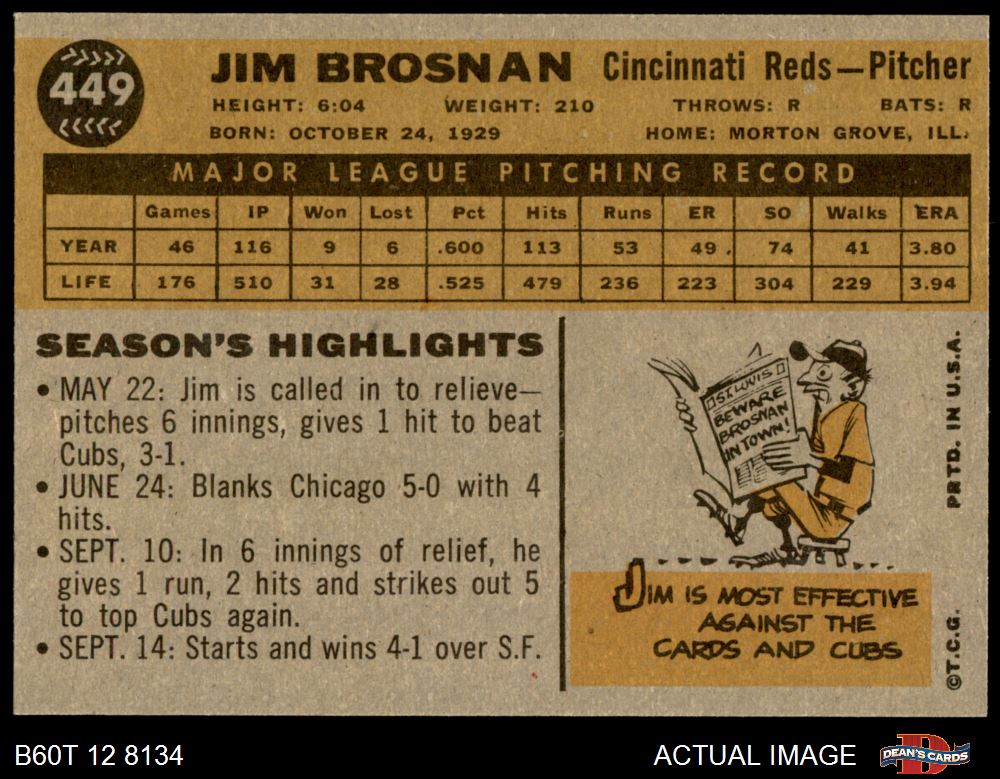 449
JIM BROSNAN Cincinnati Reds—Pitcher
HEIGHT: 6:04 WEIGHT: 210 THROWS: R BATS: R
BORN: OCTOBER 24, 1929 HOME: MORTON GROVE, ILL.
MAJOR LEAGUE PITCHING RECORD
Games IP Won Lost Pct Hits Runs ER SO Walks ERA
YEAR 46 116 9 6 .600 113 53 49 74 41 3.80
LIFE 176 510 31 28 .525 479 236 223 304 229 3.94
SEASON'S HIGHLIGHTS
• MAY 22: Jim is called in to relieve—
pitches 6 innings, gives 1 hit to beat
Cubs, 3-1.
• JUNE 24: Blanks Chicago 5-0 with 4
hits.
• SEPT. 10: In 6 innings of relief, he
gives 1 run, 2 hits and strikes out 5
to top Cubs again.
• SEPT. 14: Starts and wins 4-1 over S.F.
ST. LOUIS
BEWARE
BROSNAN
IN TOWN!
JIM IS MOST EFFECTIVE
AGAINST THE
CARDS AND CUBS
©T.C.G. PRTD. IN U.S.A.
B60T 12 8134 ACTUAL IMAGE
D
DEAN'S CARDS